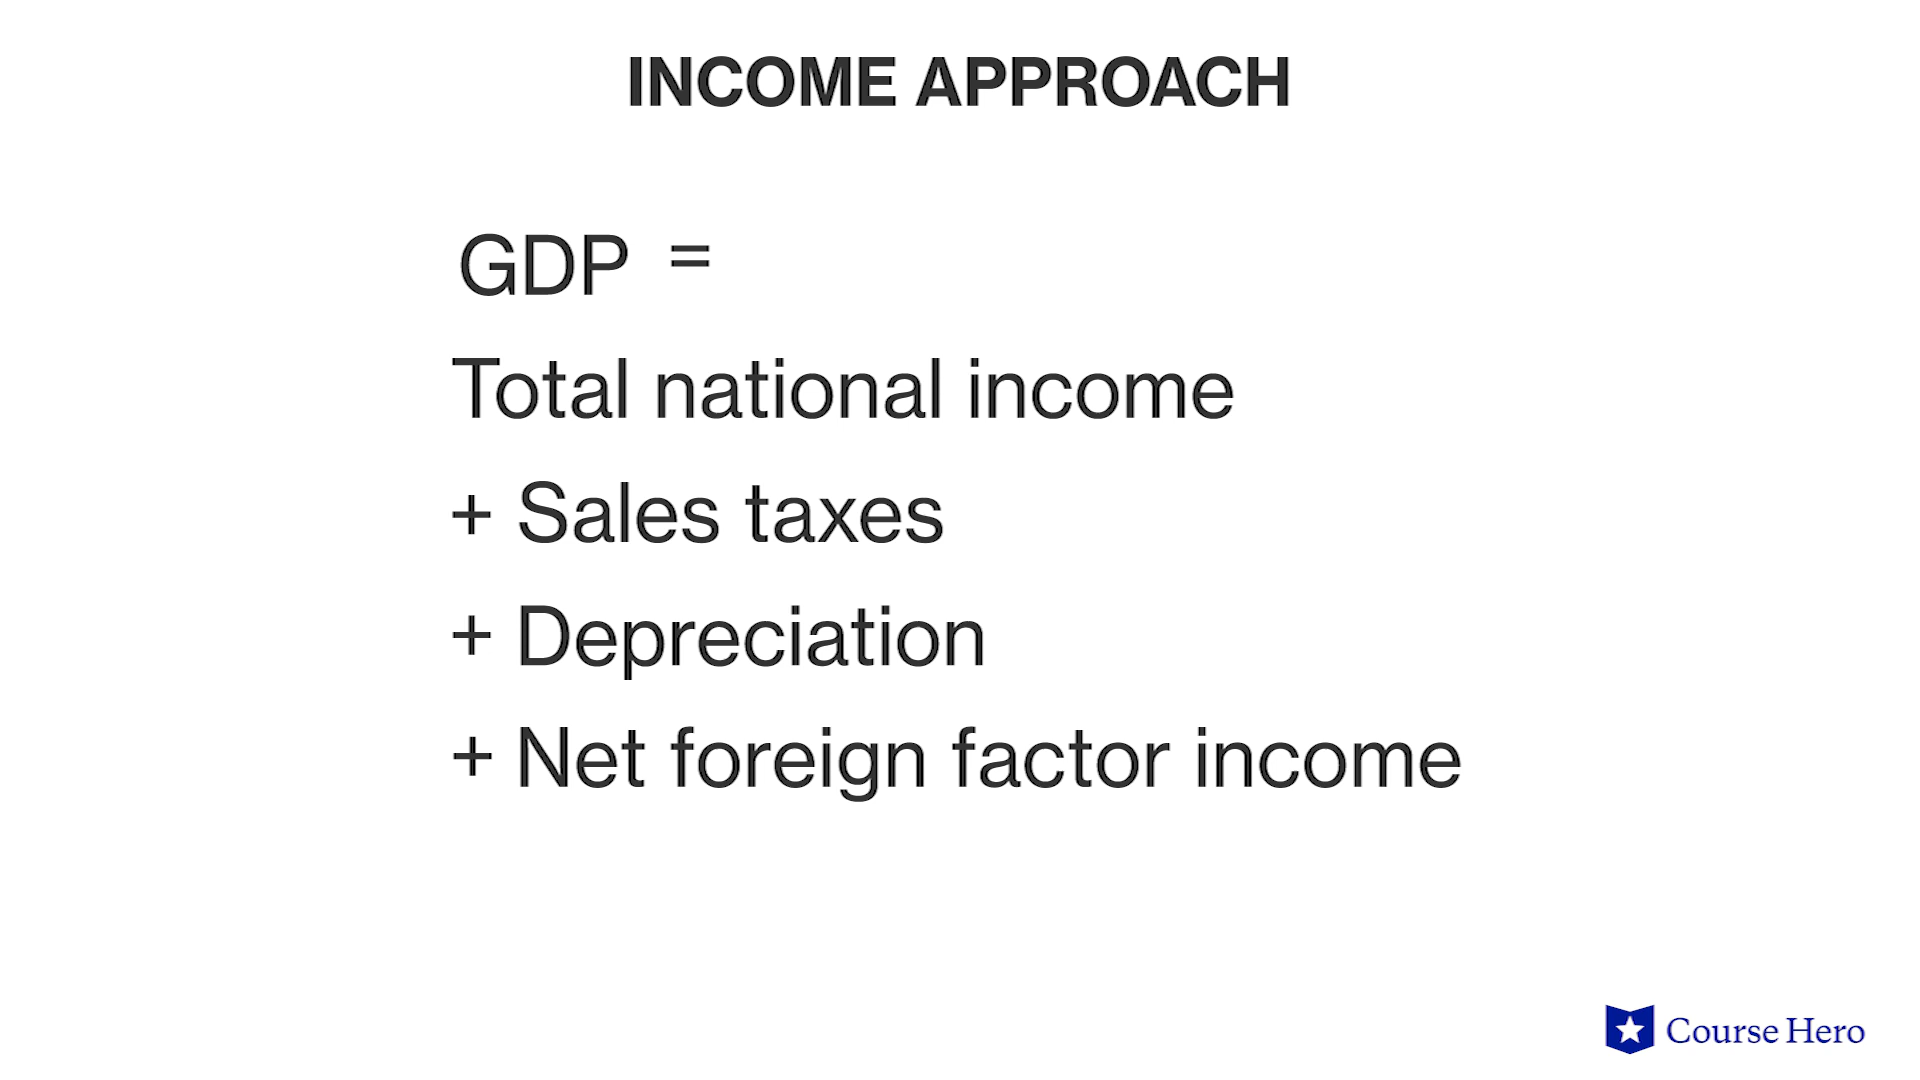 INCOME APPROACH
GDP =
Total national income
+ Sales taxes
+ Depreciation
+ Net foreign factor income
Course Hero